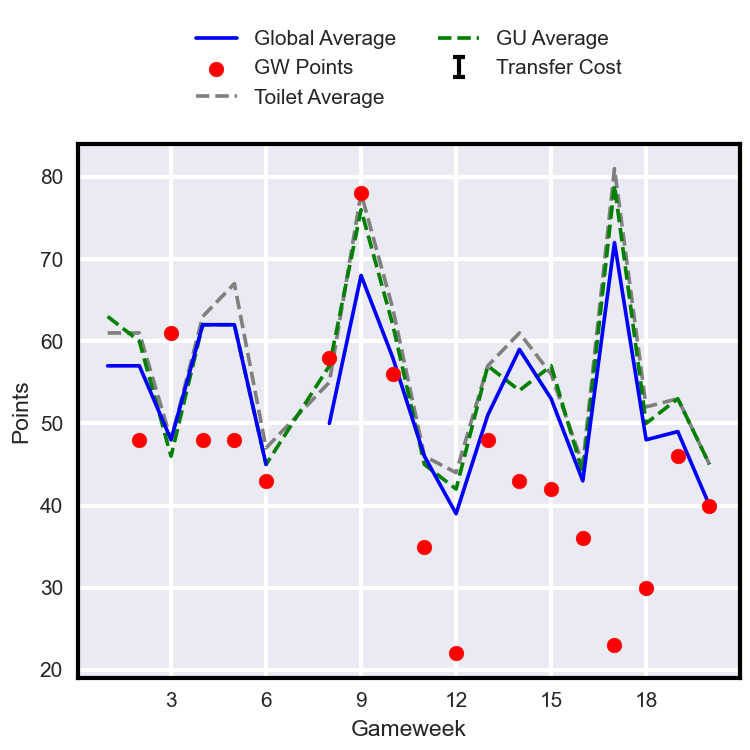 Global Average
GW Points
Toilet Average
GU Average
Transfer Cost
80
70
60
50
40
30
20
Points
3 6 9 12 15 18
Gameweek